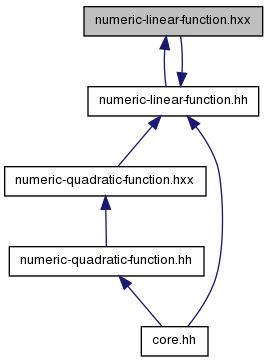 numeric-linear-function.hxx
numeric-linear-function.hh
numeric-quadratic-function.hxx
numeric-quadratic-function.hh
core.hh